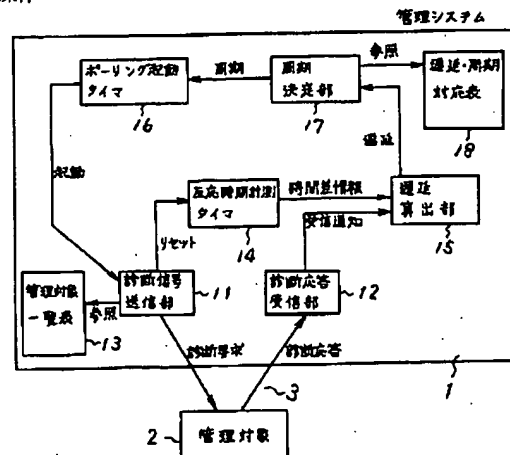 管理システム
ポーリング起動
タイマ
16
周期
周期
決定部
17
参照
遅延・周期
対応表
18
遅延
起動
反応時間計測
タイマ
14
時間差情報
受信通知
遅延
算出部
15
リセット
管理対象
一覧表
13
参照
診断信号
送信部
11
診断応答
受信部
12
診断要求
診断応答
3
1
2
管理対象